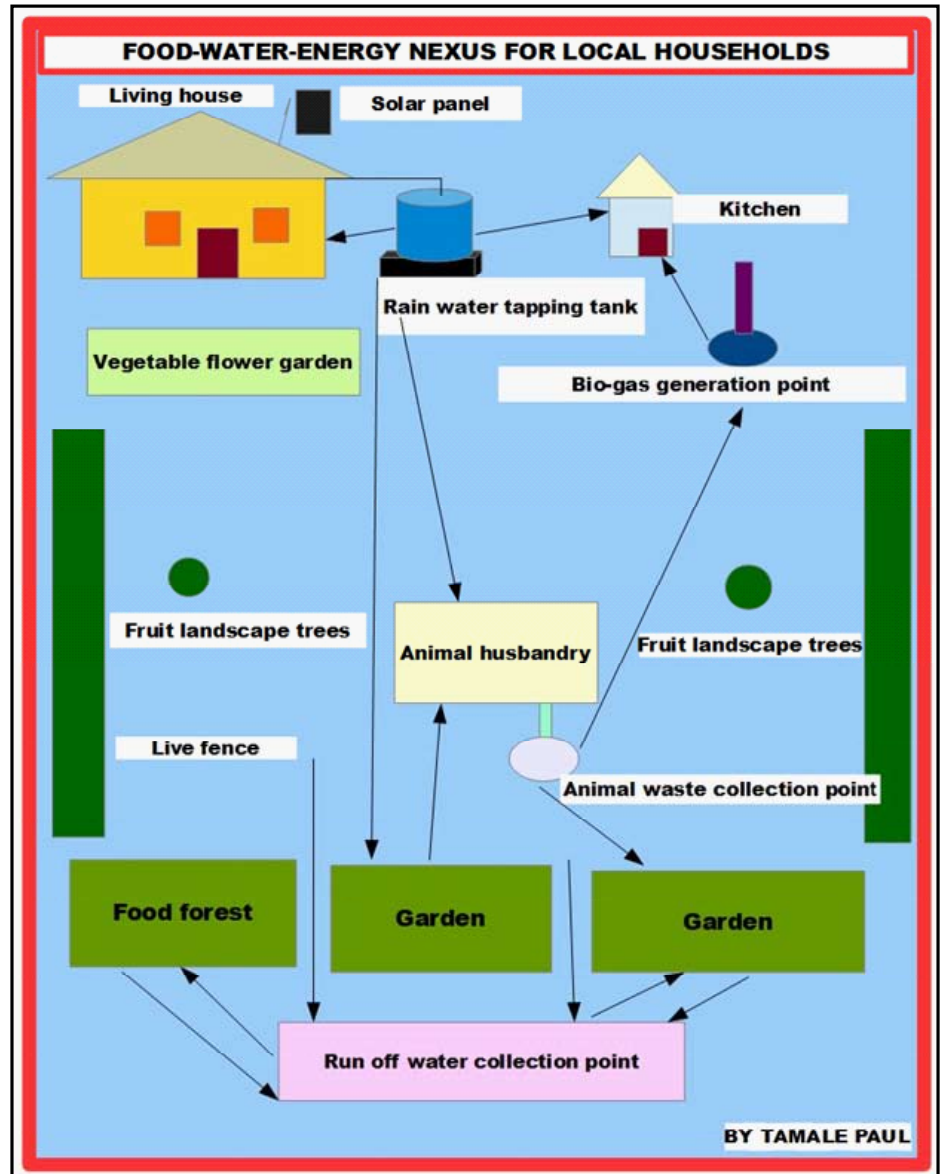 FOOD-WATER-ENERGY NEXUS FOR LOCAL HOUSEHOLDS
Living house
Solar panel
Kitchen
Rain water tapping tank
Vegetable flower garden
Bio-gas generation point
Fruit landscape trees
Animal husbandry
Fruit landscape trees
Live fence
Animal waste collection point
Food forest
Garden
Garden
Run off water collection point
BY TAMALE PAUL